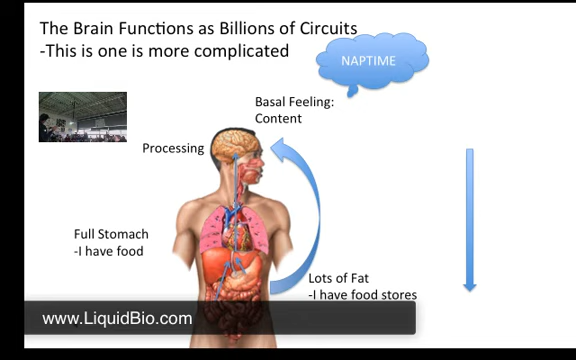 The Brain Functions as Billions of Circuits
-This is one is more complicated
NAPTIME
Basal Feeling:
Content
Processing
Full Stomach
-I have food
Lots of Fat
-I have food stores
www.LiquidBio.com